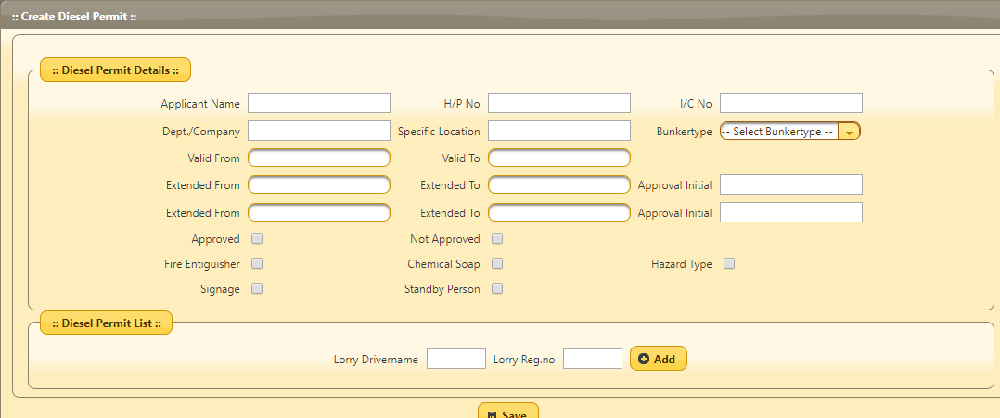 :: Create Diesel Permit ::
:: Diesel Permit Details ::
Applicant Name H/P No I/C No
Dept./Company Specific Location Bunkertype -- Select Bunkertype --
Valid From Valid To
Extended From Extended To Approval Initial
Extended From Extended To Approval Initial
Approved Not Approved
Fire Entiguisher Chemical Soap Hazard Type
Signage Standby Person
:: Diesel Permit List ::
Lorry Drivername Lorry Reg.no Add
Save